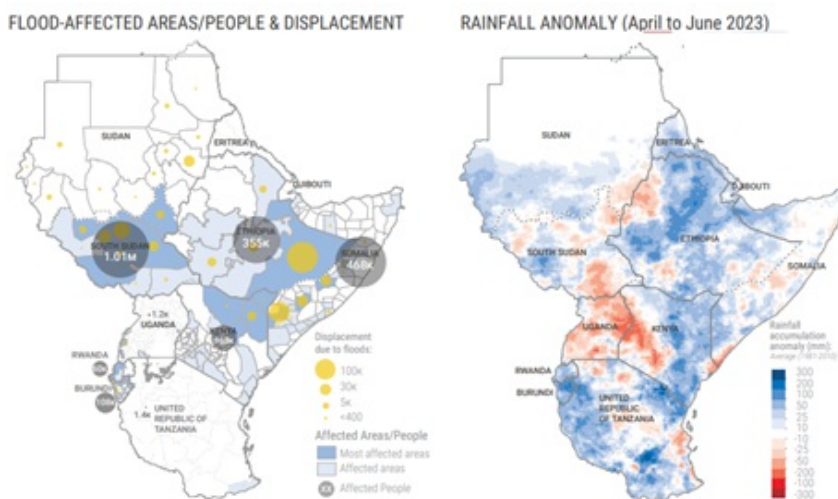 FLOOD-AFFECTED AREAS/PEOPLE & DISPLACEMENT
SUDAN
ERITREA
DJIBOUTI
SOUTH SUDAN
1.01M
ETHIOPIA
355K
SOMALIA
468K
1.2K
UGANDA
KENYA
RWANDA
BURUNDI
1.4K
UNITED
REPUBLIC OF
TANZANIA
Displacement
due to floods:
100K
30K
5K
<400
Affected Areas/People
Most affected areas
Affected areas
XX Affected People
RAINFALL ANOMALY (April to June 2023)
SUDAN
ERITREA
DJIBOUTI
SOUTH SUDAN
ETHIOPIA
SOMALIA
UGANDA
KENYA
RWANDA
BURUNDI
UNITED
REPUBLIC OF
TANZANIA
Rainfall
accumulation
anomaly (mm):
300
200
100
50
25
10
-10
-25
-50
-100
-200
-300